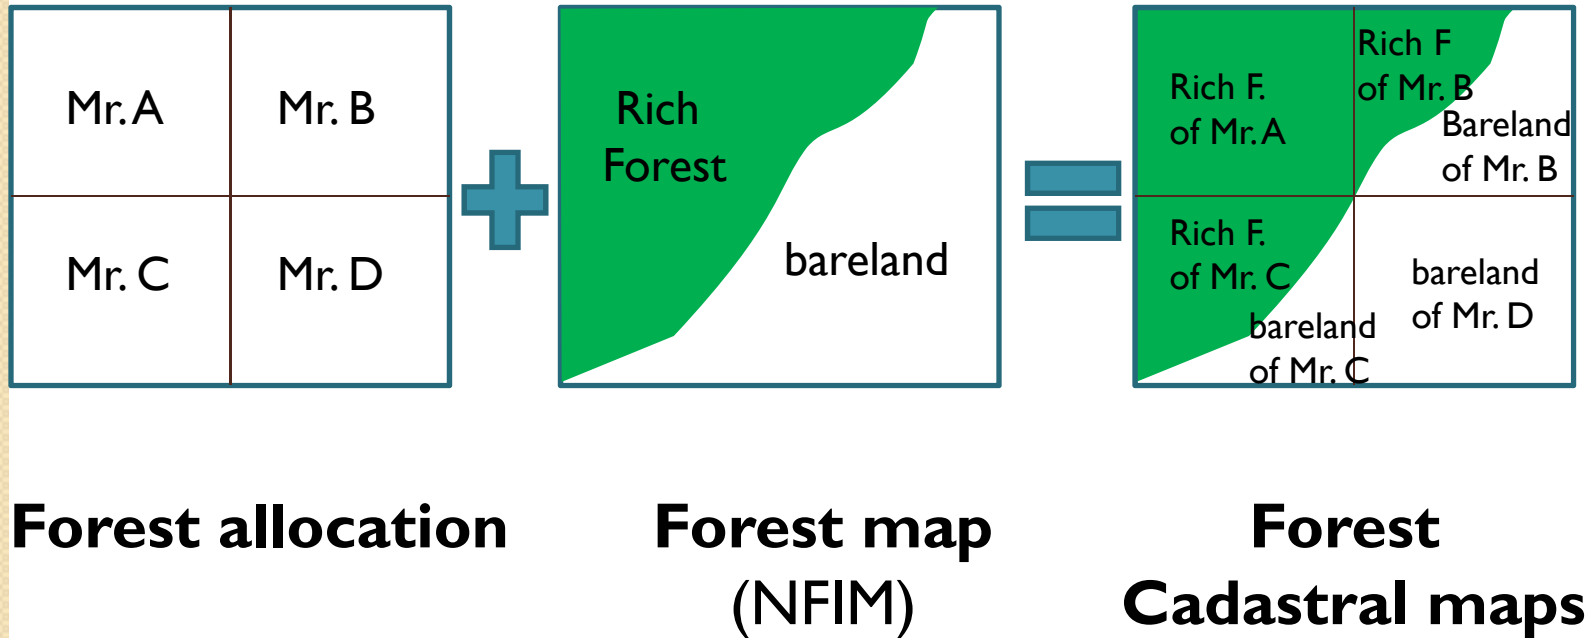 Mr. A
Mr. B
Mr. C
Mr. D
Rich
Forest
bareland
Rich F.
of Mr. A
Rich F
of Mr. B
Bareland
of Mr. B
Rich F.
of Mr. C
bareland
of Mr. C
bareland
of Mr. D
Forest allocation
Forest map
(NFIM)
Forest
Cadastral maps